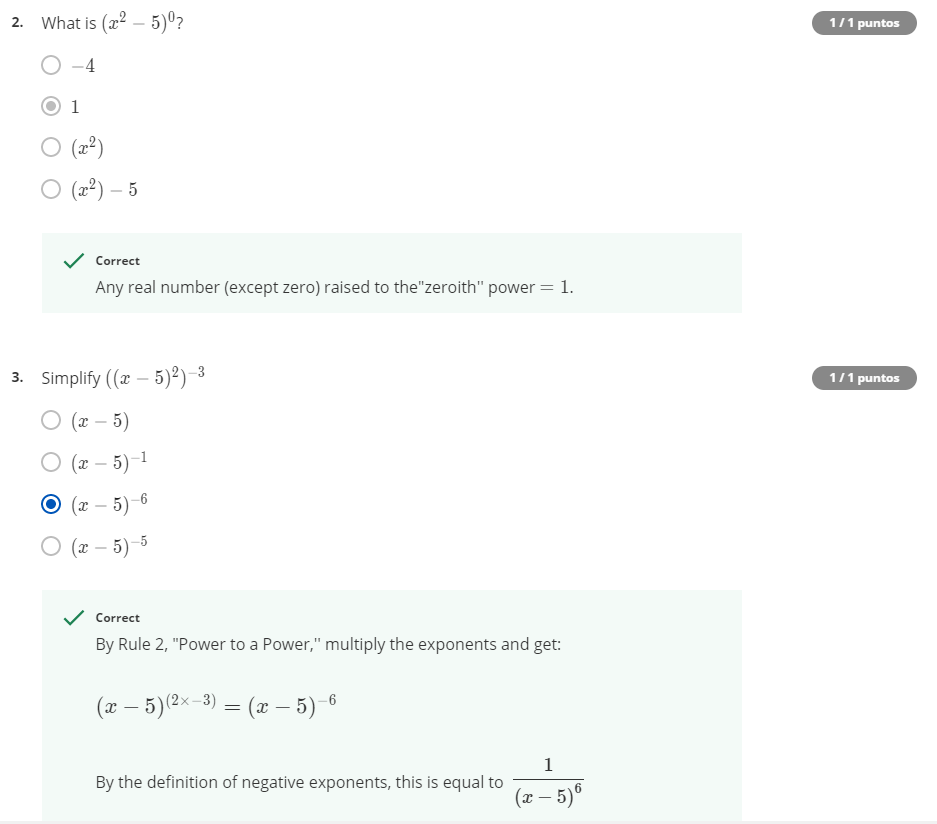 2. What is (x² − 5)⁰? 1 / 1 puntos
−4
1
(x²)
(x²) − 5
Correct
Any real number (except zero) raised to the"zeroith'' power = 1.
3. Simplify ((x − 5)²)⁻³ 1 / 1 puntos
(x − 5)
(x − 5)⁻¹
(x − 5)⁻⁶
(x − 5)⁻⁵
Correct
By Rule 2, "Power to a Power,'' multiply the exponents and get:
(x − 5)⁽²ˣ⁻³⁾ = (x − 5)⁻⁶
By the definition of negative exponents, this is equal to 1/(x − 5)⁶